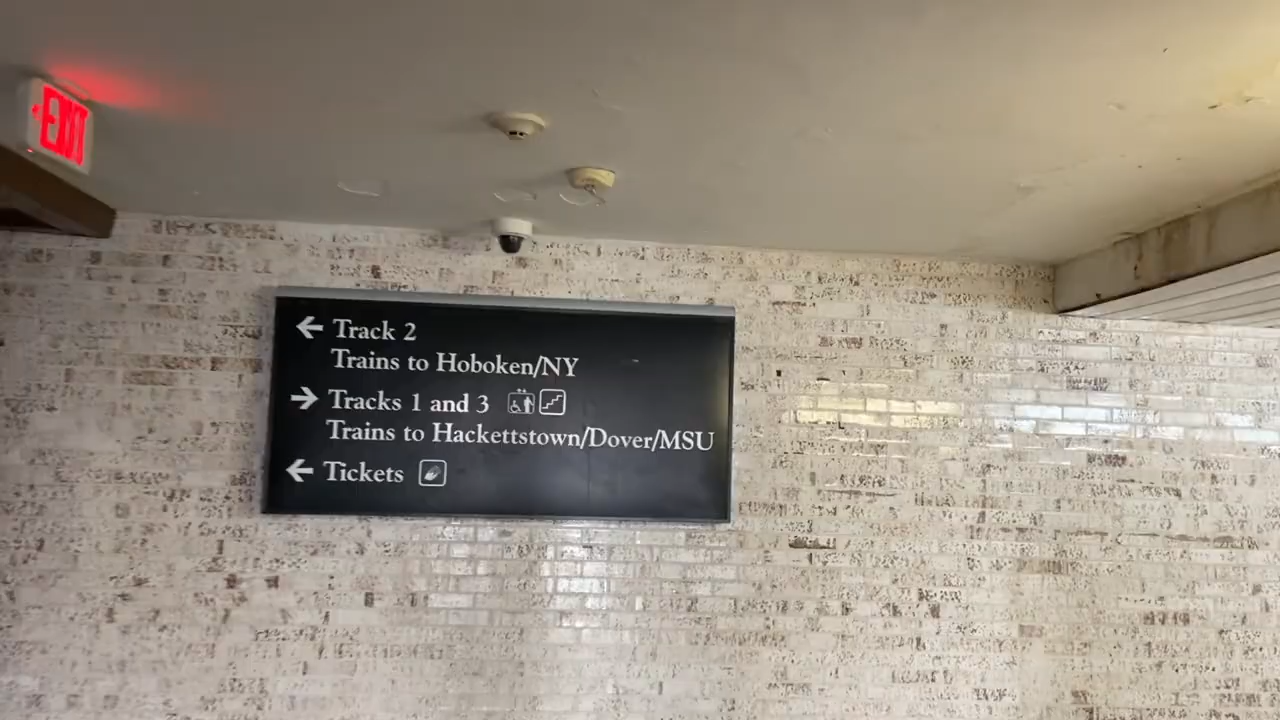 EXIT
← Track 2
Trains to Hoboken/NY
→ Tracks 1 and 3
Trains to Hackettstown/Dover/MSU
← Tickets